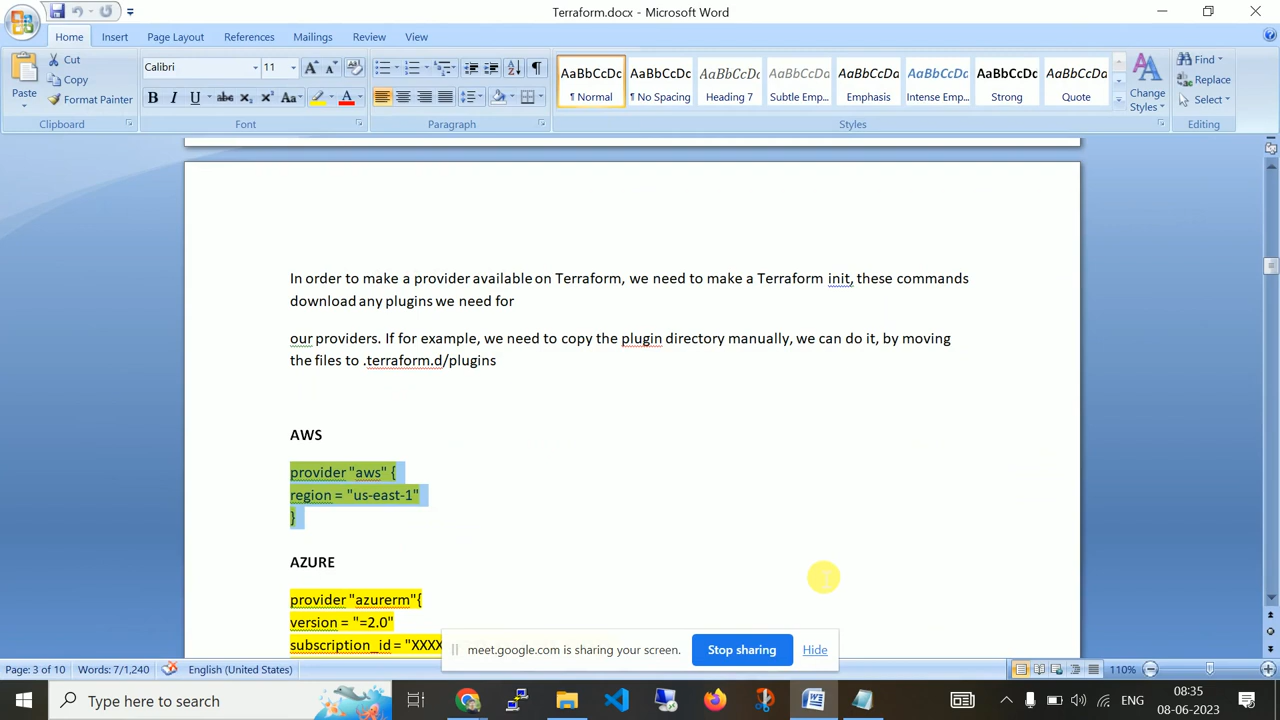 Terraform.docx - Microsoft Word
Home Insert Page Layout References Mailings Review View
Paste
Cut
Copy
Format Painter
Clipboard
Calibri 11
B I U abc x₂ x² Aa
Font
Paragraph
AaBbCcDc AaBbCcDc AaBbCcDc AaBbCcDc AaBbCcDc AaBbCcDc AaBbCcDc AaBbCcDc
¶ Normal ¶ No Spacing Heading 7 Subtle Emp... Emphasis Intense Emp... Strong Quote
Change Styles
Styles
Find
Replace
Select
Editing
In order to make a provider available on Terraform, we need to make a Terraform init, these commands
download any plugins we need for
our providers. If for example, we need to copy the plugin directory manually, we can do it, by moving
the files to .terraform.d/plugins
AWS
provider "aws" {
region = "us-east-1"
}
AZURE
provider "azurerm"{
version = "=2.0"
subscription_id = "XXXX
meet.google.com is sharing your screen. Stop sharing Hide
Page: 3 of 10 Words: 7/1,240 English (United States) 110%
Type here to search
ENG
08:35
08-06-2023